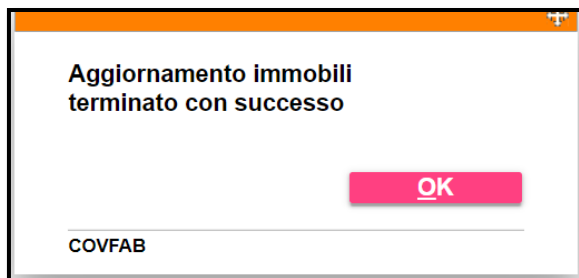 Aggiornamento immobili
terminato con successo
OK
COVFAB